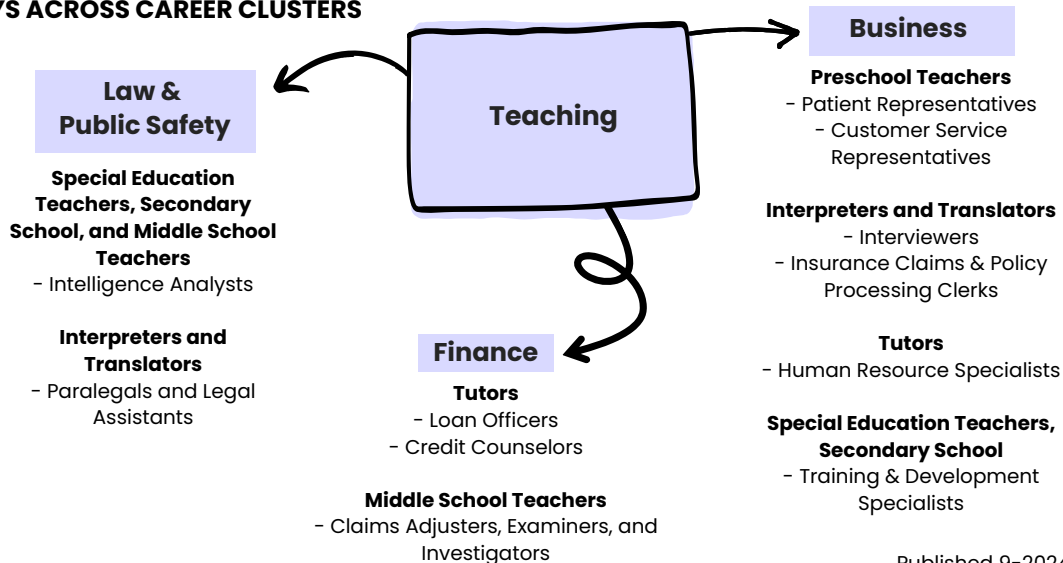 YS ACROSS CAREER CLUSTERS
Teaching
Law &
Public Safety
Special Education
Teachers, Secondary
School, and Middle School
Teachers
- Intelligence Analysts
Interpreters and
Translators
- Paralegals and Legal
Assistants
Finance
Tutors
- Loan Officers
- Credit Counselors
Middle School Teachers
- Claims Adjusters, Examiners, and
Investigators
Business
Preschool Teachers
- Patient Representatives
- Customer Service
Representatives
Interpreters and Translators
- Interviewers
- Insurance Claims & Policy
Processing Clerks
Tutors
- Human Resource Specialists
Special Education Teachers,
Secondary School
- Training & Development
Specialists
Published 9-2024